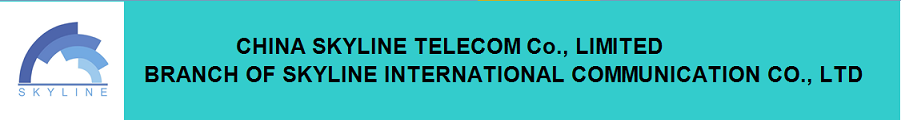 CHINA SKYLINE TELECOM Co., LIMITED
BRANCH OF SKYLINE INTERNATIONAL COMMUNICATION CO., LTD
SKYLINE